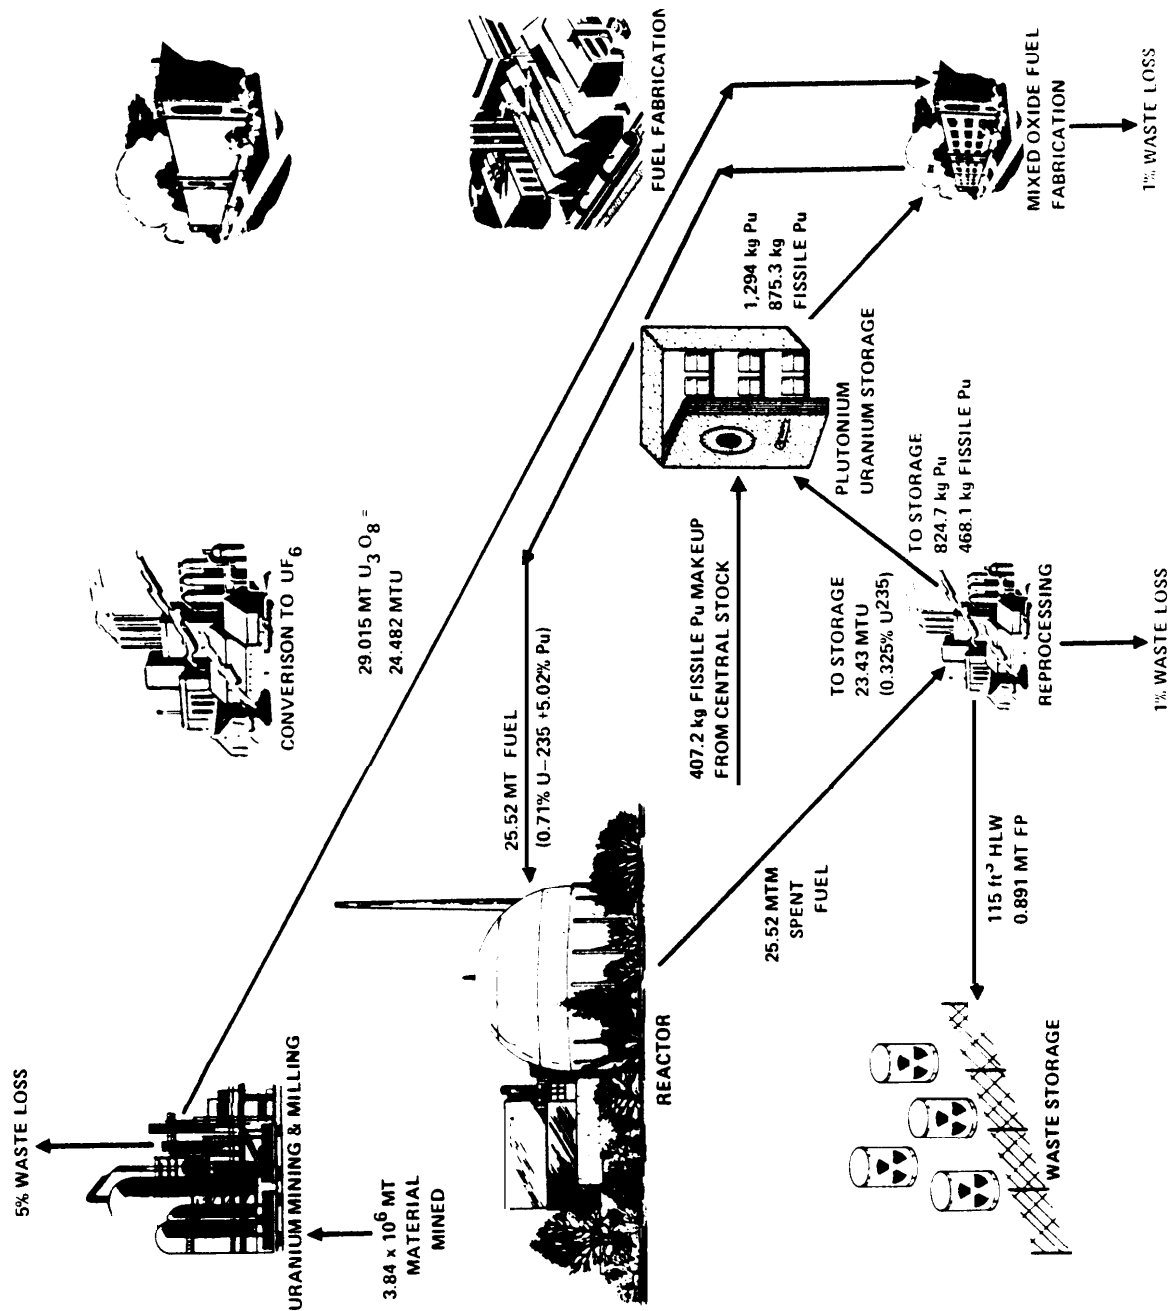 5% WASTE LOSS
URANIUM MINING & MILLING
3.84 x 10⁶ MT
MATERIAL
MINED
CONVERISON TO UF₆
29.015 MT U₃O₈ =
24.482 MTU
FUEL FABRICATION
REACTOR
25.52 MT FUEL
(0.71% U–235 +5.02% Pu)
407.2 kg FISSILE Pu MAKEUP
FROM CENTRAL STOCK
PLUTONIUM
URANIUM STORAGE
1,294 kg Pu
875.3 kg
FISSILE Pu
MIXED OXIDE FUEL
FABRICATION
1% WASTE LOSS
25.52 MTM
SPENT
FUEL
TO STORAGE
23.43 MTU
(0.325% U²³⁵)
TO STORAGE
824.7 kg Pu
468.1 kg FISSILE Pu
REPROCESSING
1% WASTE LOSS
115 ft³ HLW
0.891 MT FP
WASTE STORAGE